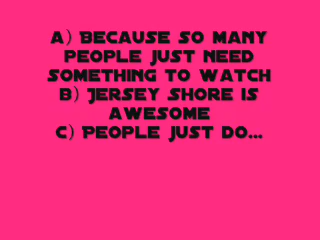 A) Because so many
people just need
something to watch
B) Jersey Shore is
awesome
C) People just do...